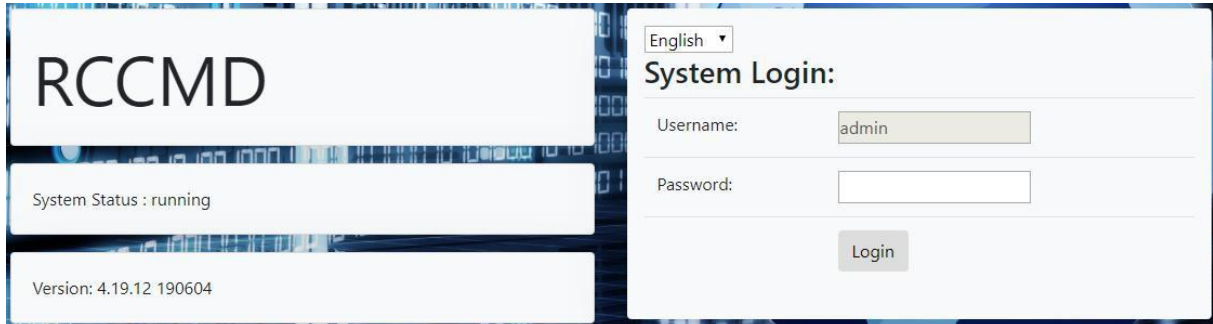 RCCMD
System Status : running
Version: 4.19.12 190604
English
System Login:
Username:
admin
Password:
Login